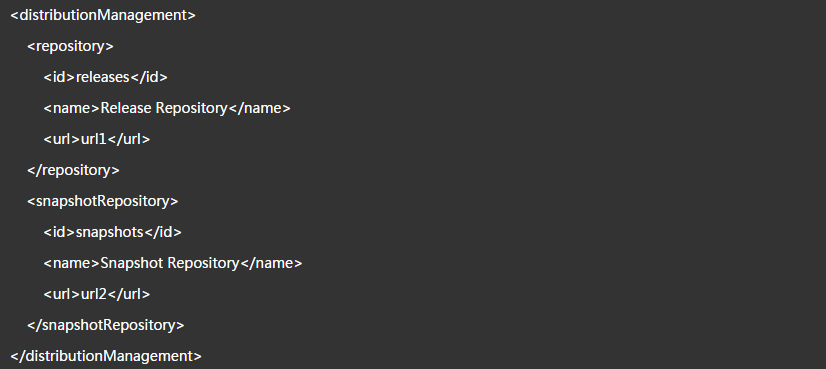 <distributionManagement>
<repository>
<id>releases</id>
<name>Release Repository</name>
<url>url1</url>
</repository>
<snapshotRepository>
<id>snapshots</id>
<name>Snapshot Repository</name>
<url>url2</url>
</snapshotRepository>
</distributionManagement>